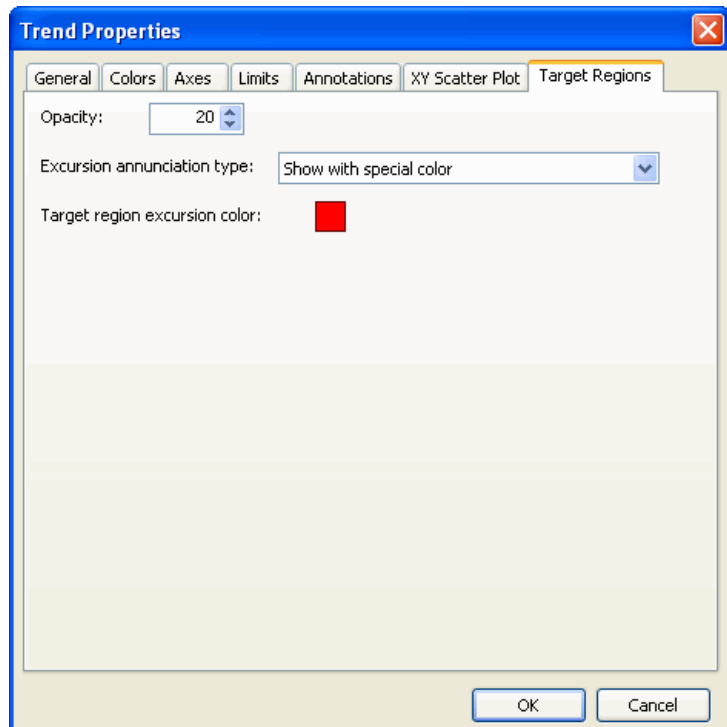 Trend Properties
General Colors Axes Limits Annotations XY Scatter Plot Target Regions
Opacity: 20
Excursion annunciation type: Show with special color
Target region excursion color:
OK Cancel